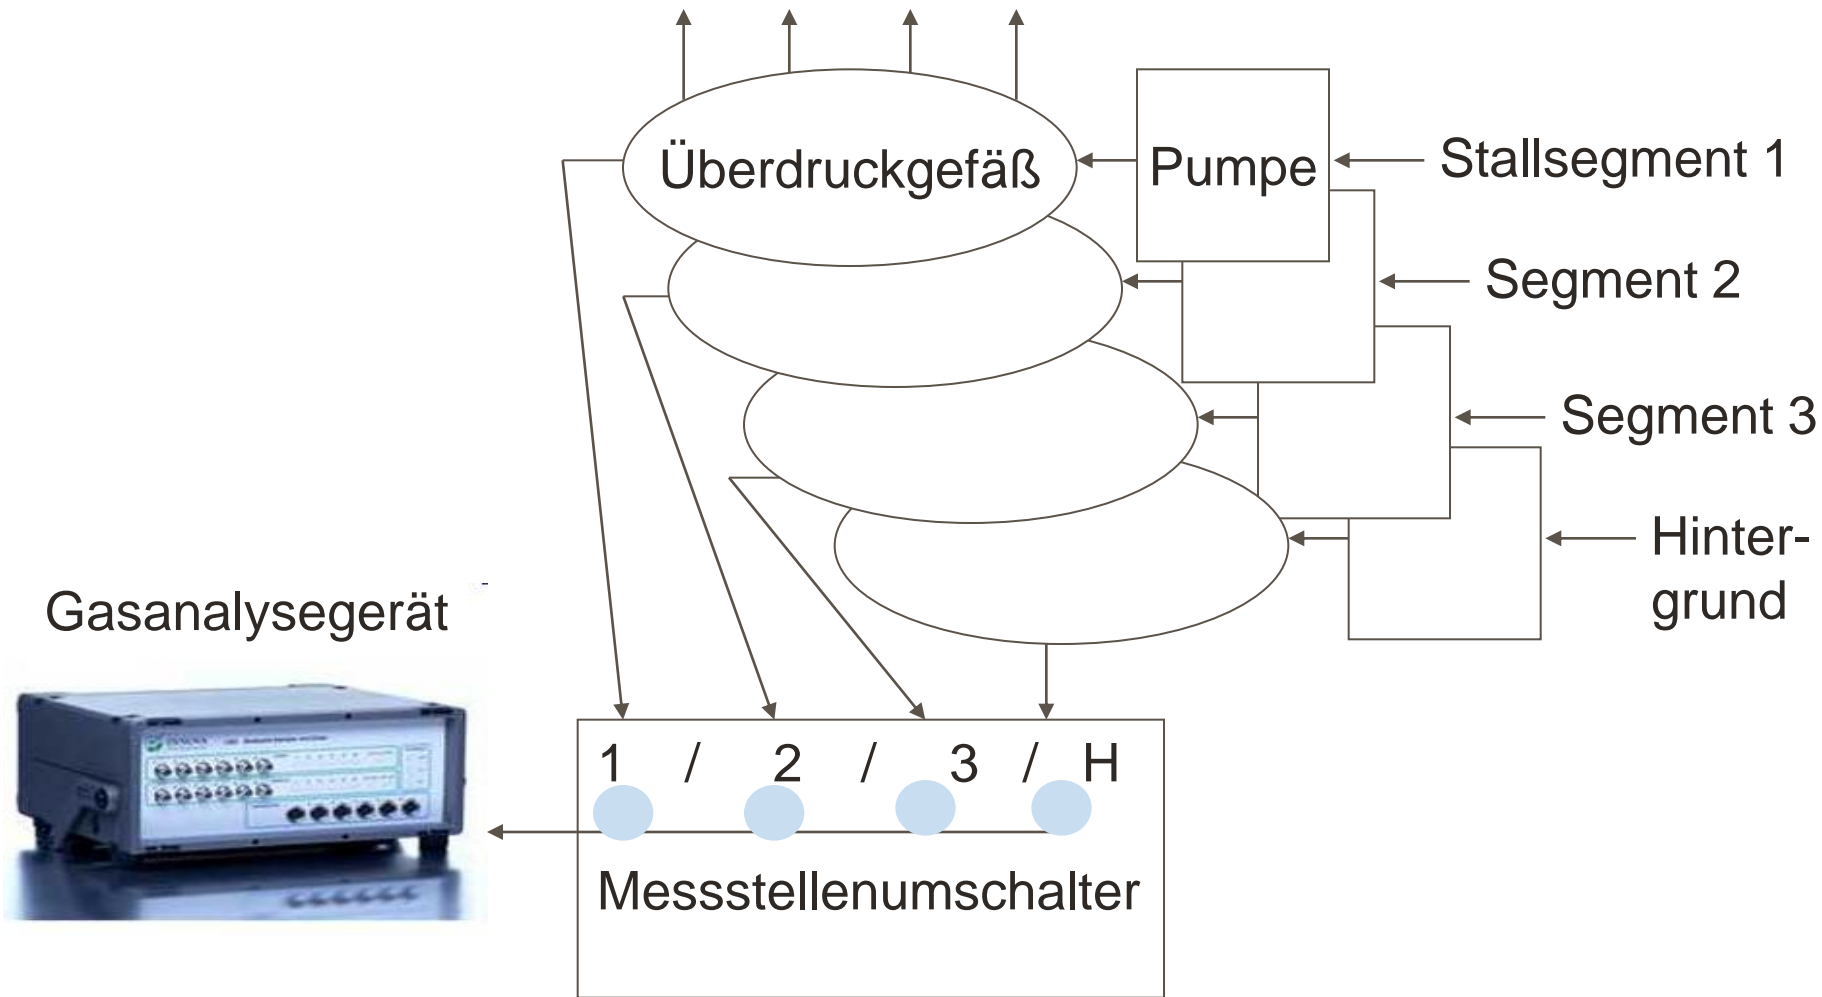 Überdruckgefäß
Pumpe
Stallsegment 1
Segment 2
Segment 3
Hinter-
grund
Gasanalysegerät
1 / 2 / 3 / H
Messstellenumschalter